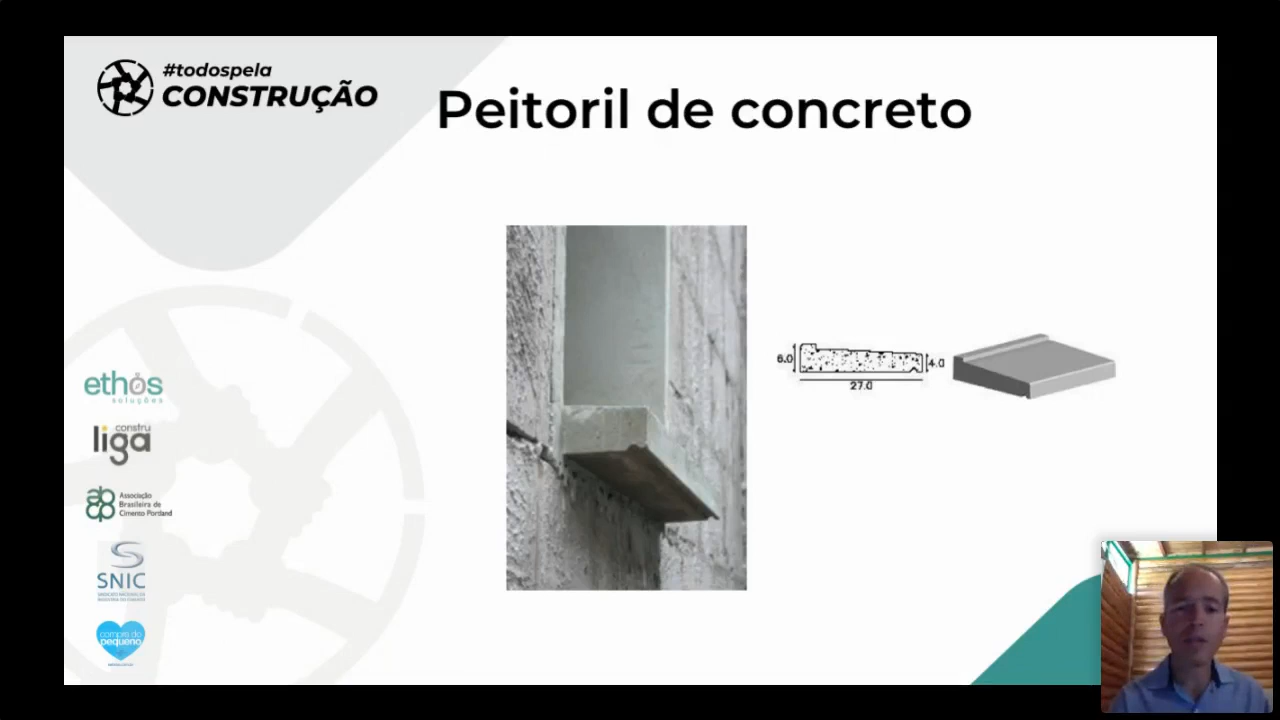 #todospela
CONSTRUÇÃO
Peitoril de concreto
6.0
4.0
27.0
ethos
soluções
constru
liga
Associação
Brasileira de
Cimento Portland
SNIC
compre do
pequeno